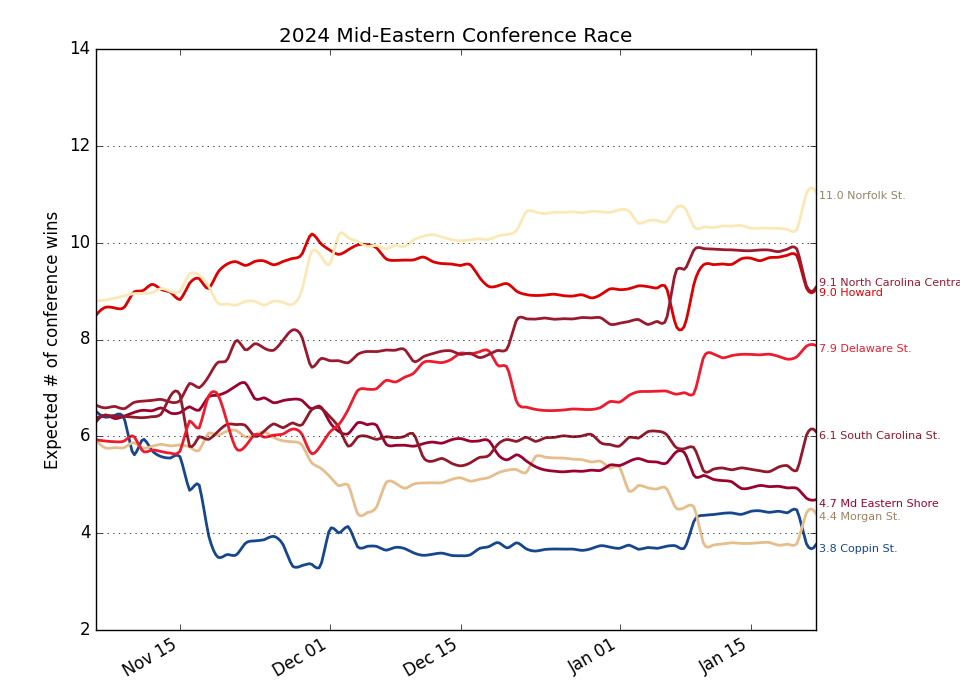 2024 Mid-Eastern Conference Race
Expected # of conference wins
14
12
10
8
6
4
2
Nov 15
Dec 01
Dec 15
Jan 01
Jan 15
11.0 Norfolk St.
9.1 North Carolina Centra
9.0 Howard
7.9 Delaware St.
6.1 South Carolina St.
4.7 Md Eastern Shore
4.4 Morgan St.
3.8 Coppin St.